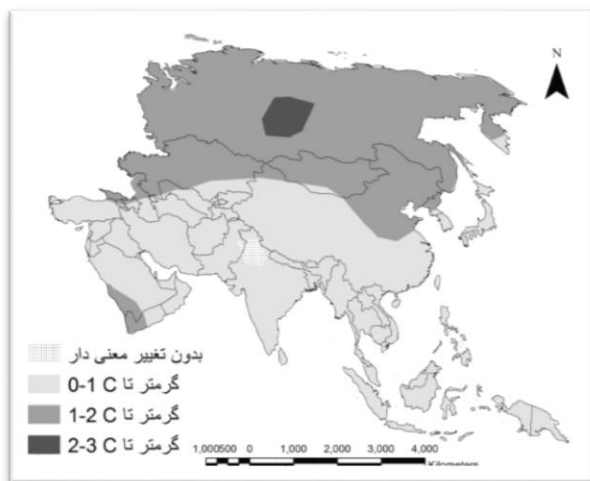 N
بدون تغییر معنی دار
گرمتر تا 0-1 C
گرمتر تا 1-2 C
گرمتر تا 2-3 C
1,000500 0 1,000 2,000 3,000 4,000
Kilometers